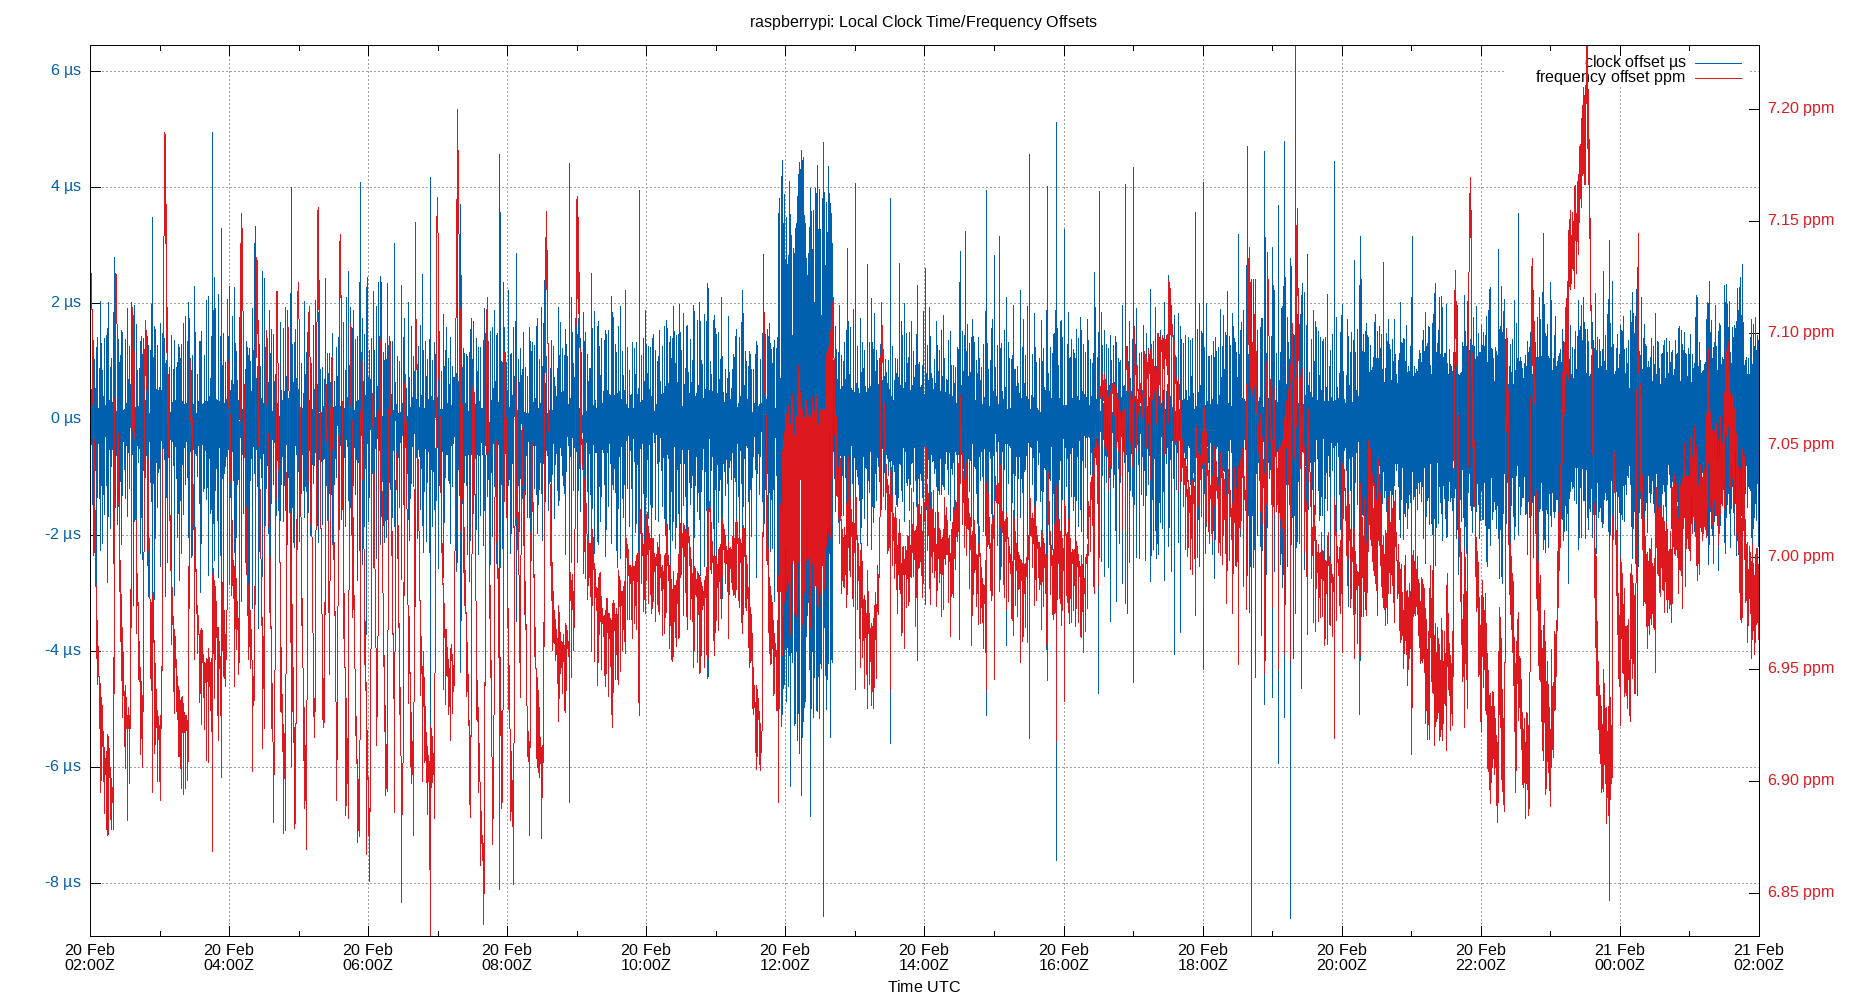 raspberrypi: Local Clock Time/Frequency Offsets
clock offset µs
frequency offset ppm
6 µs
4 µs
2 µs
0 µs
-2 µs
-4 µs
-6 µs
-8 µs
7.20 ppm
7.15 ppm
7.10 ppm
7.05 ppm
7.00 ppm
6.95 ppm
6.90 ppm
6.85 ppm
20 Feb 20 Feb 20 Feb 20 Feb 20 Feb 20 Feb 20 Feb 20 Feb 20 Feb 20 Feb 20 Feb 21 Feb 21 Feb
02:00Z 04:00Z 06:00Z 08:00Z 10:00Z 12:00Z 14:00Z 16:00Z 18:00Z 20:00Z 22:00Z 00:00Z 02:00Z
Time UTC